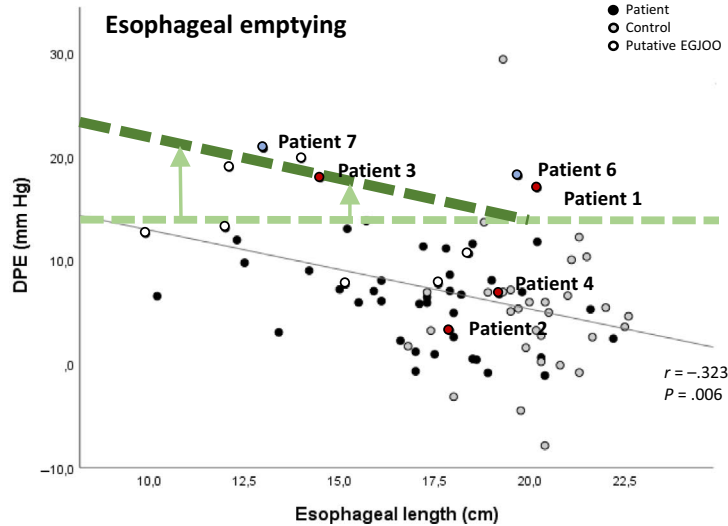 Esophageal emptying
Patient
Control
Putative EGJOO
30,0
20,0
10,0
,0
–10,0
DPE (mm Hg)
Patient 7
Patient 3
Patient 6
Patient 1
Patient 4
Patient 2
r = –.323
P = .006
10,0 12,5 15,0 17,5 20,0 22,5
Esophageal length (cm)